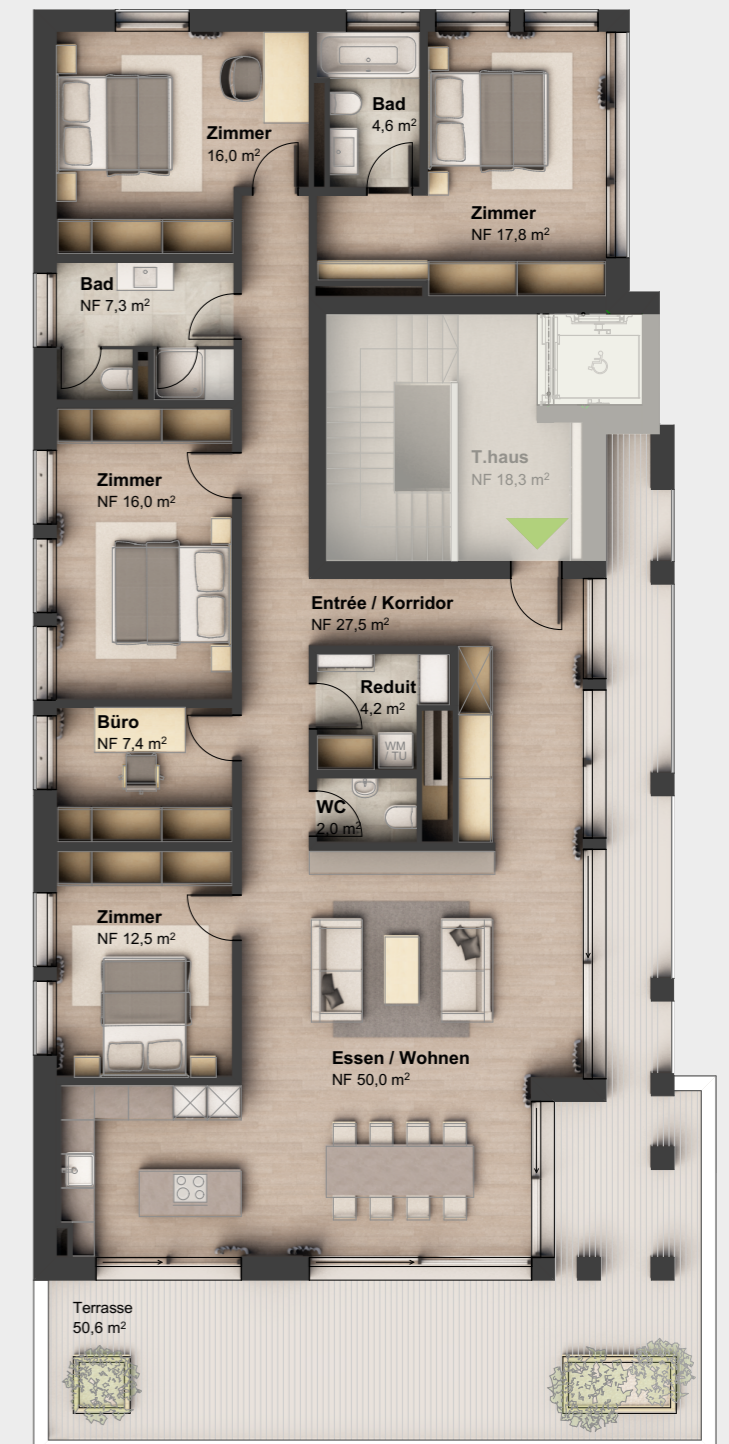 Bad
4,6 m²
Zimmer
16,0 m²
Zimmer
NF 17,8 m²
Bad
NF 7,3 m²
T.haus
NF 18,3 m²
Zimmer
NF 16,0 m²
Entrée / Korridor
NF 27,5 m²
Reduit
4,2 m²
Büro
NF 7,4 m²
WM
/ TU
WC
2,0 m²
Zimmer
NF 12,5 m²
Essen / Wohnen
NF 50,0 m²
Terrasse
50,6 m²